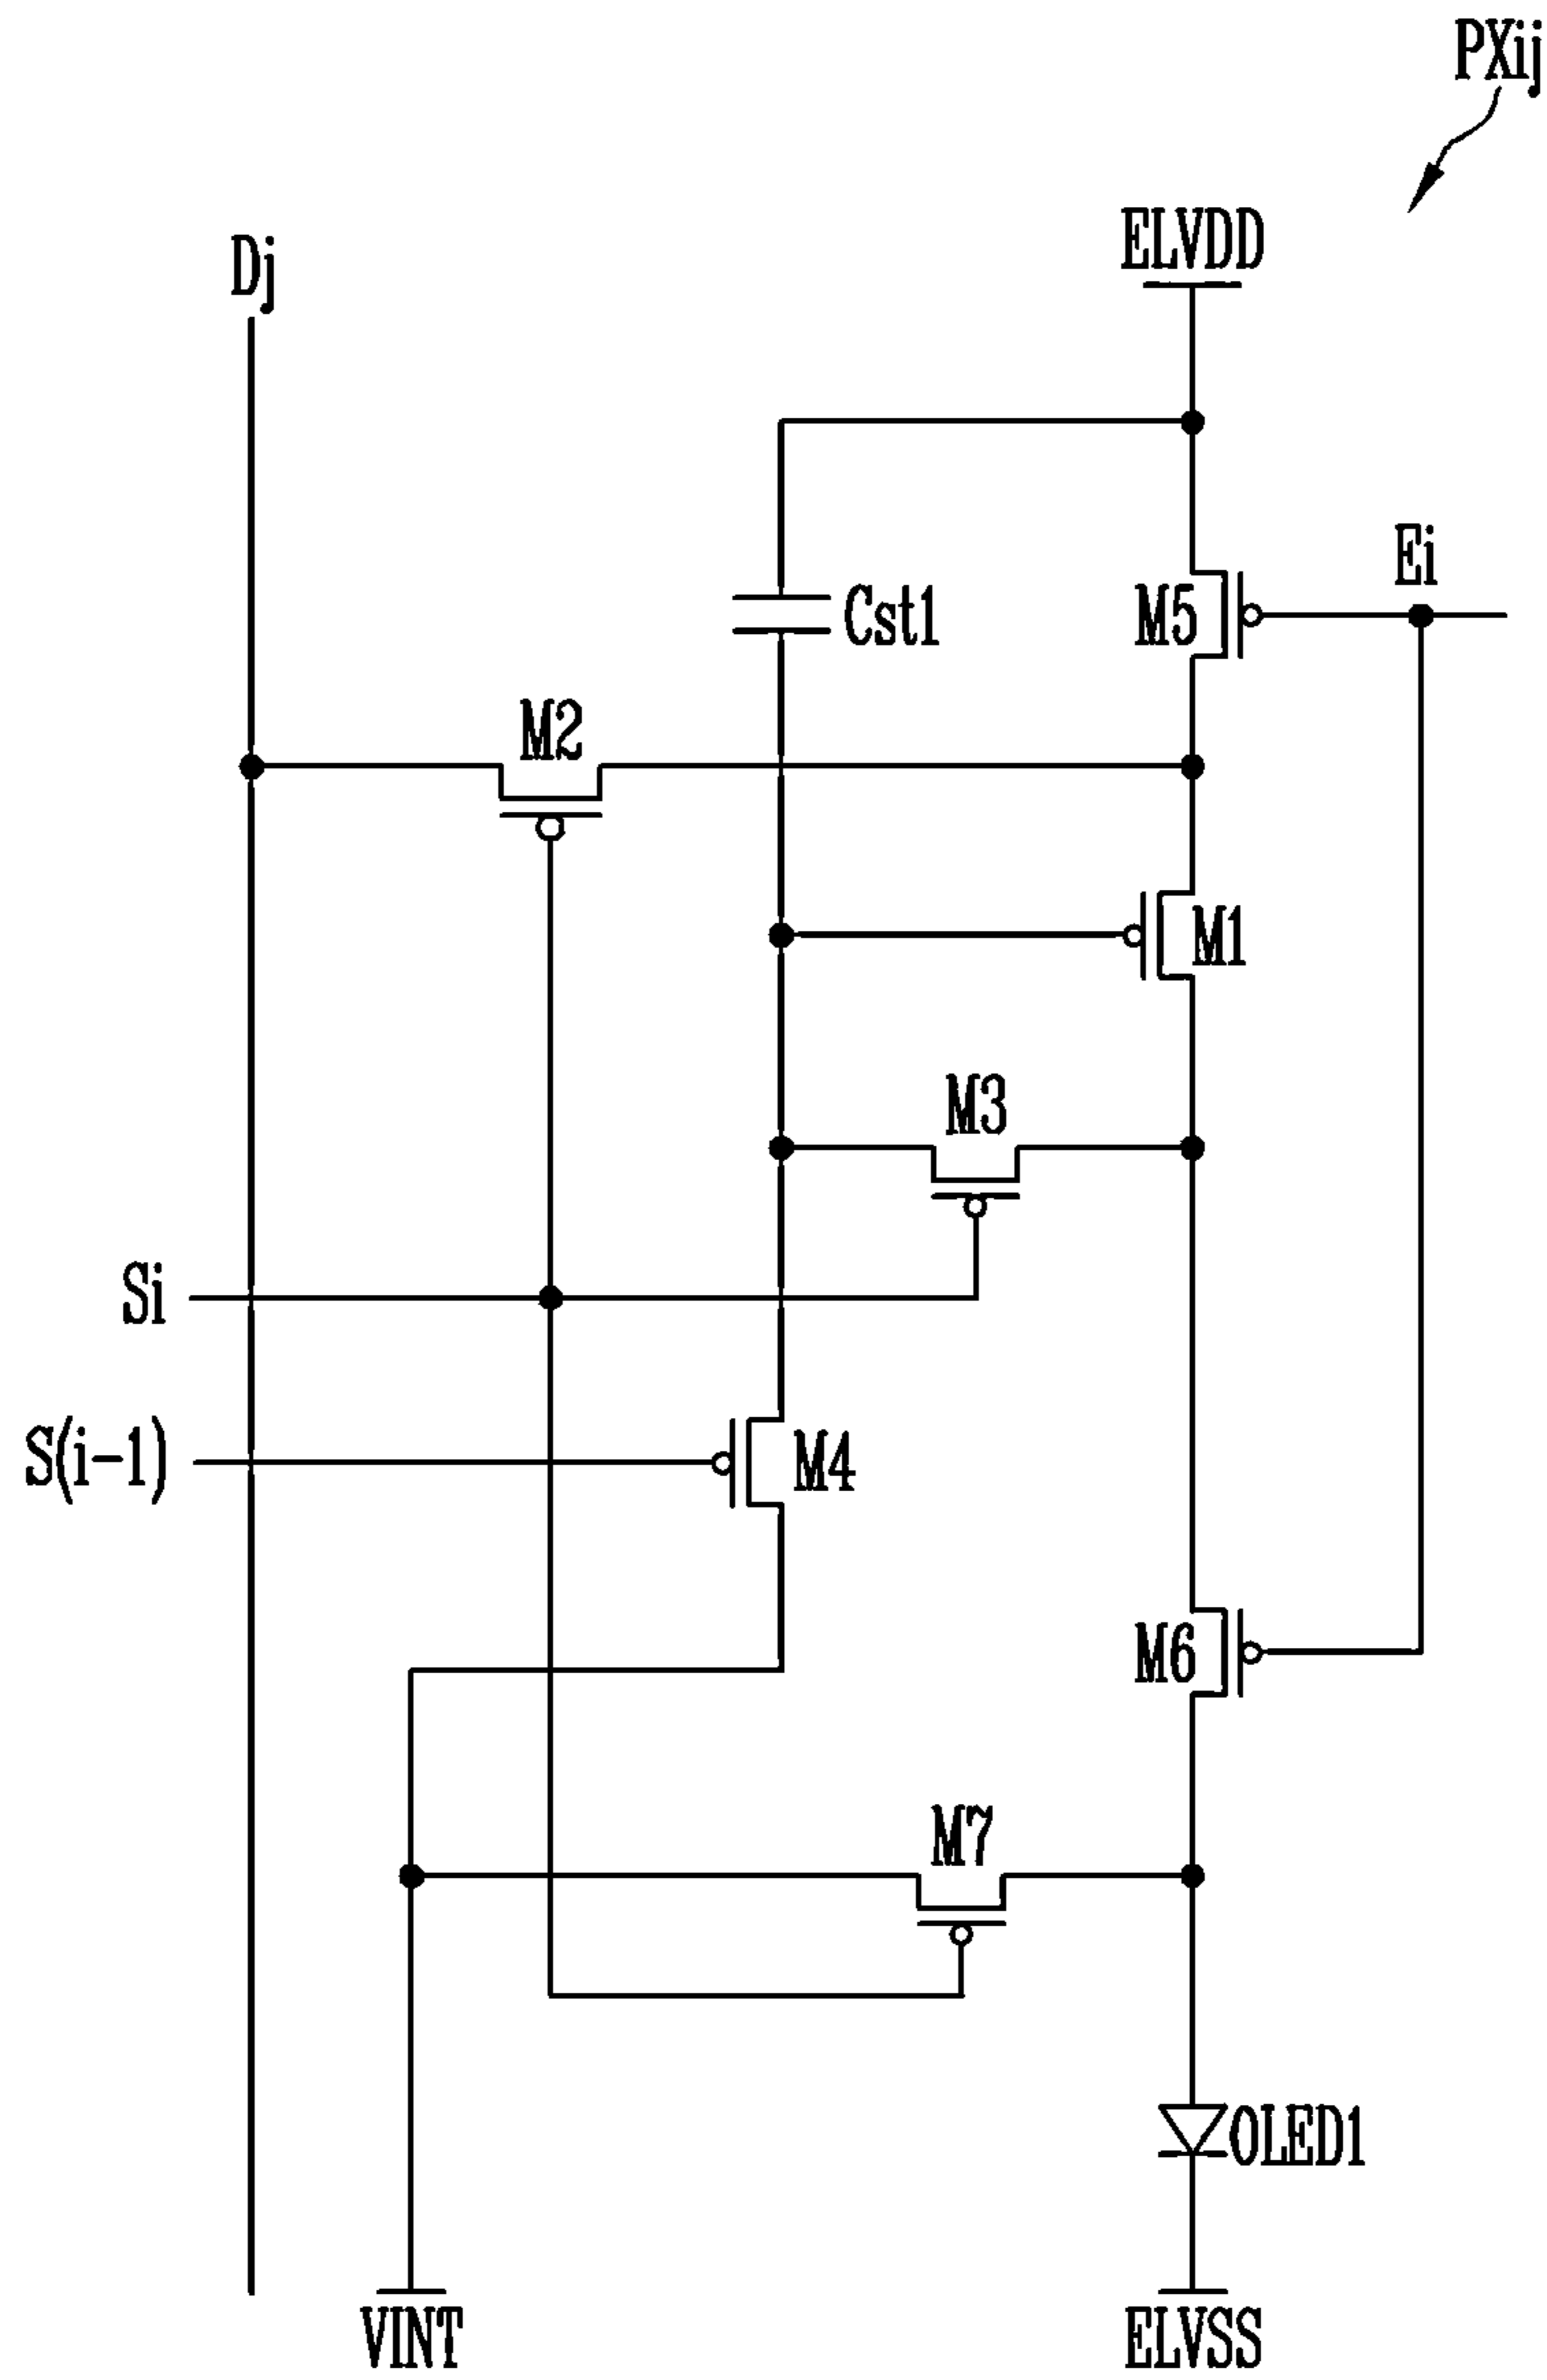 PXij
ELVDD
Dj
Ei
M5
Cst1
M2
M1
M3
Si
S(i-1)
M4
M6
M7
OLED1
VINT
ELVSS